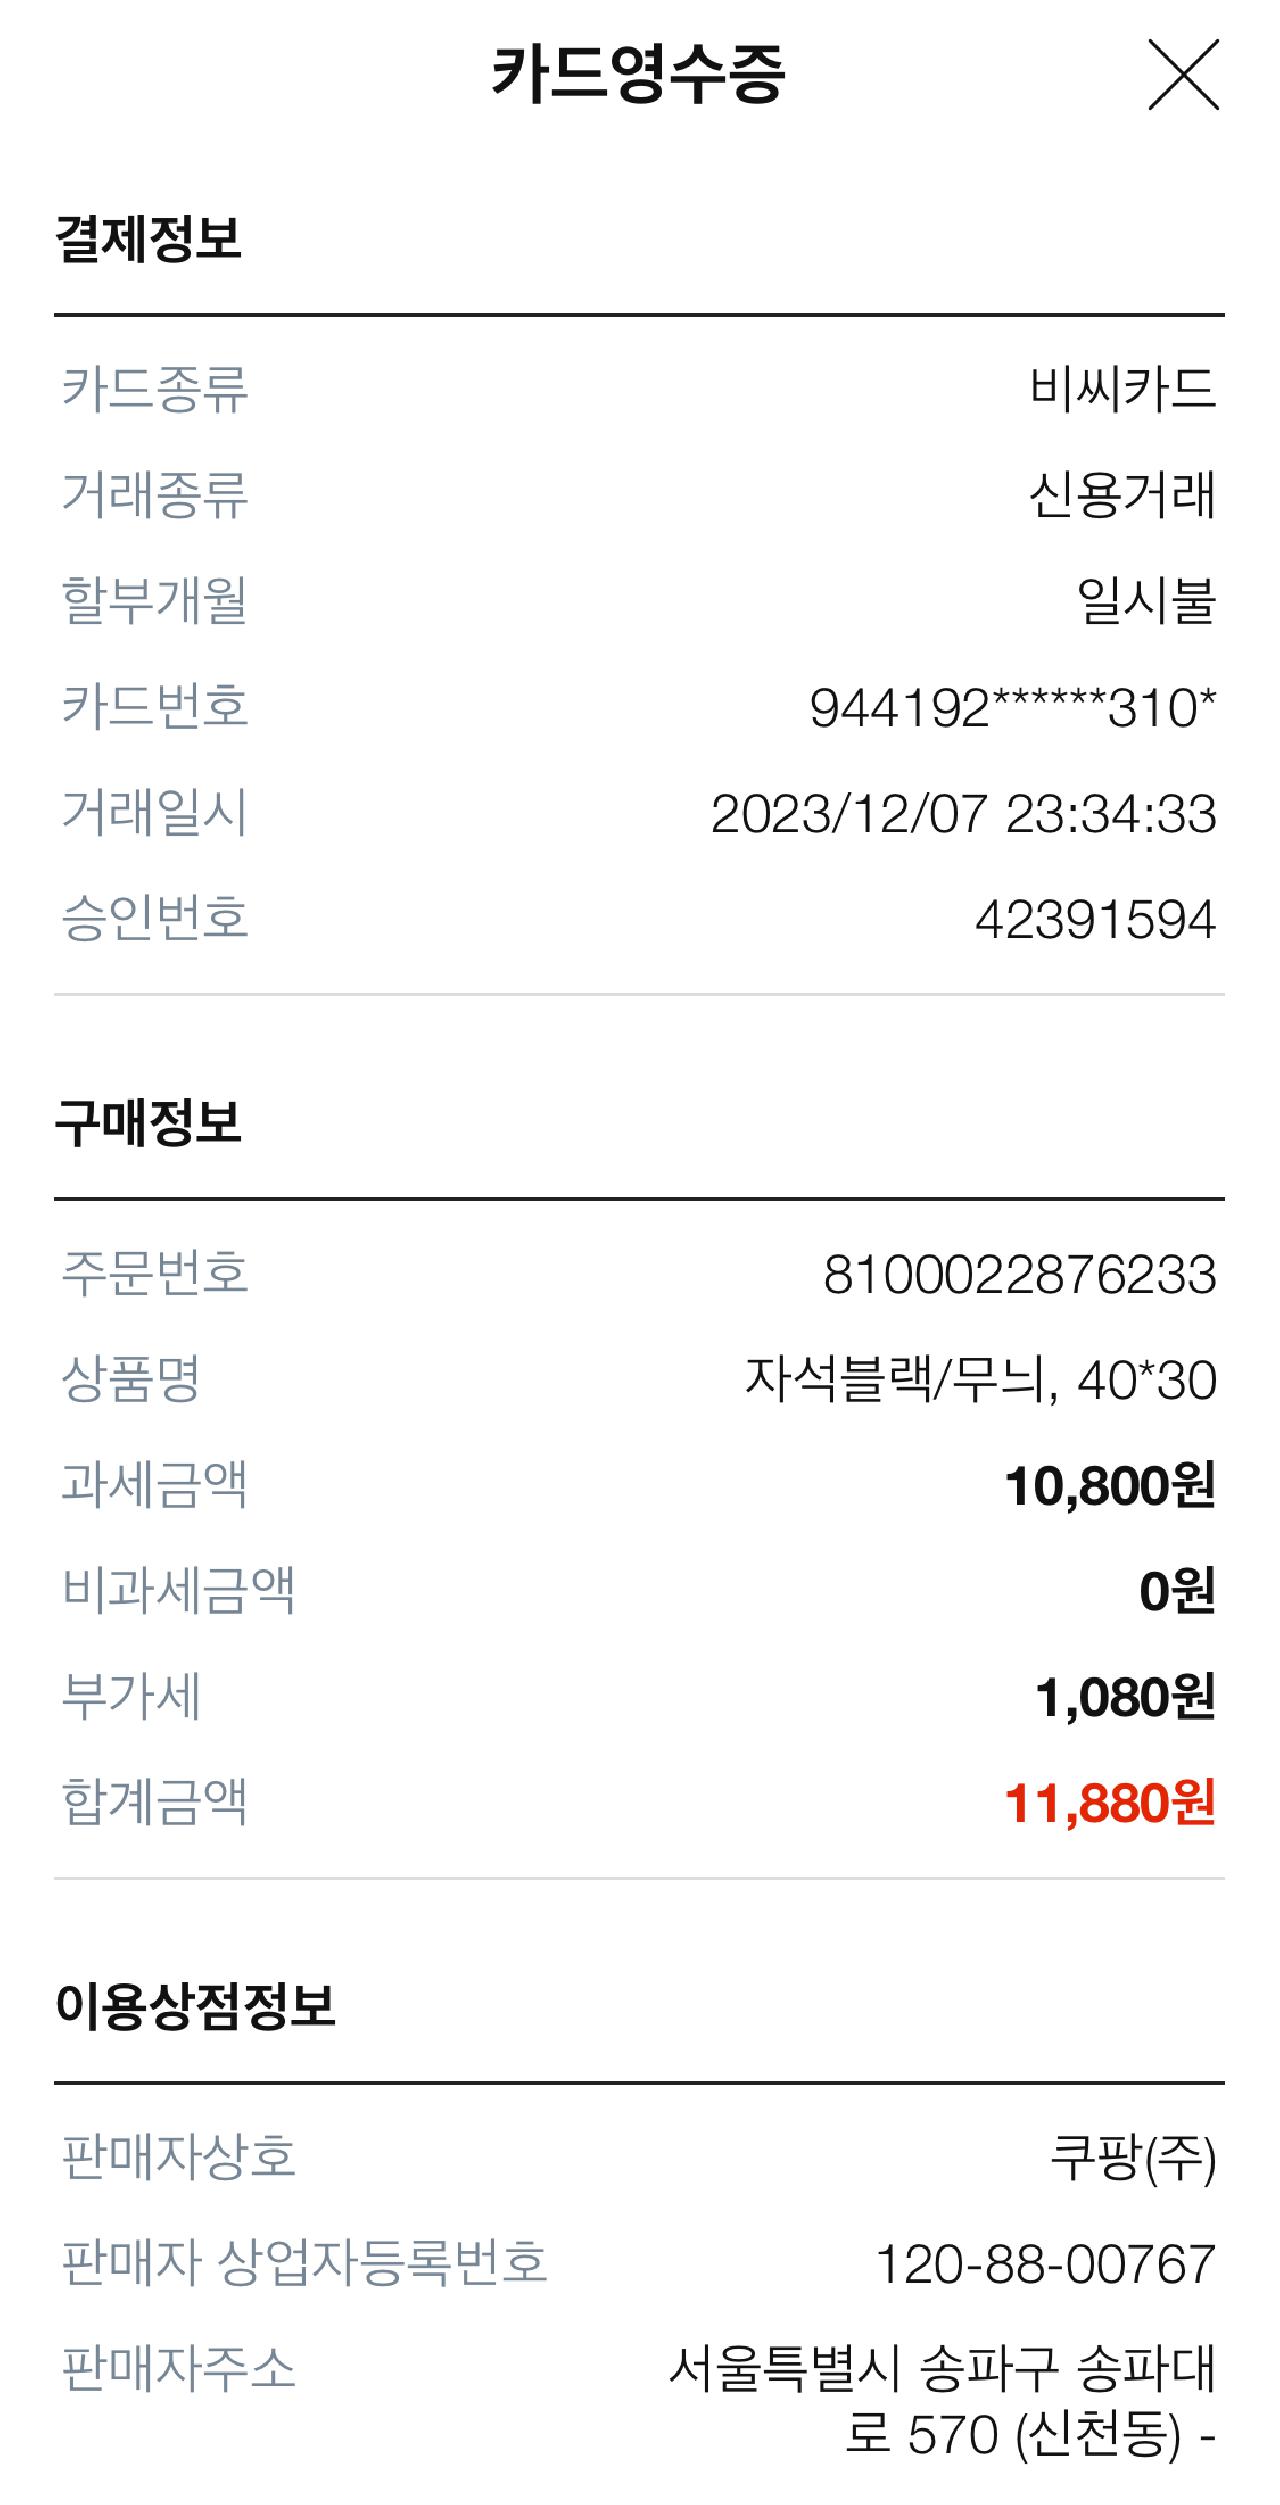 카드영수증
결제정보
카드종류 비씨카드
거래종류 신용거래
할부개월 일시불
카드번호 944192******310*
거래일시 2023/12/07 23:34:33
승인번호 42391594
구매정보
주문번호 8100022876233
상품명 자석블랙/무늬, 40*30
과세금액 10,800원
비과세금액 0원
부가세 1,080원
합계금액 11,880원
이용상점정보
판매자상호 쿠팡(주)
판매자 상업자등록번호 120-88-00767
판매자주소 서울특별시 송파구 송파대
로 570 (신천동) -